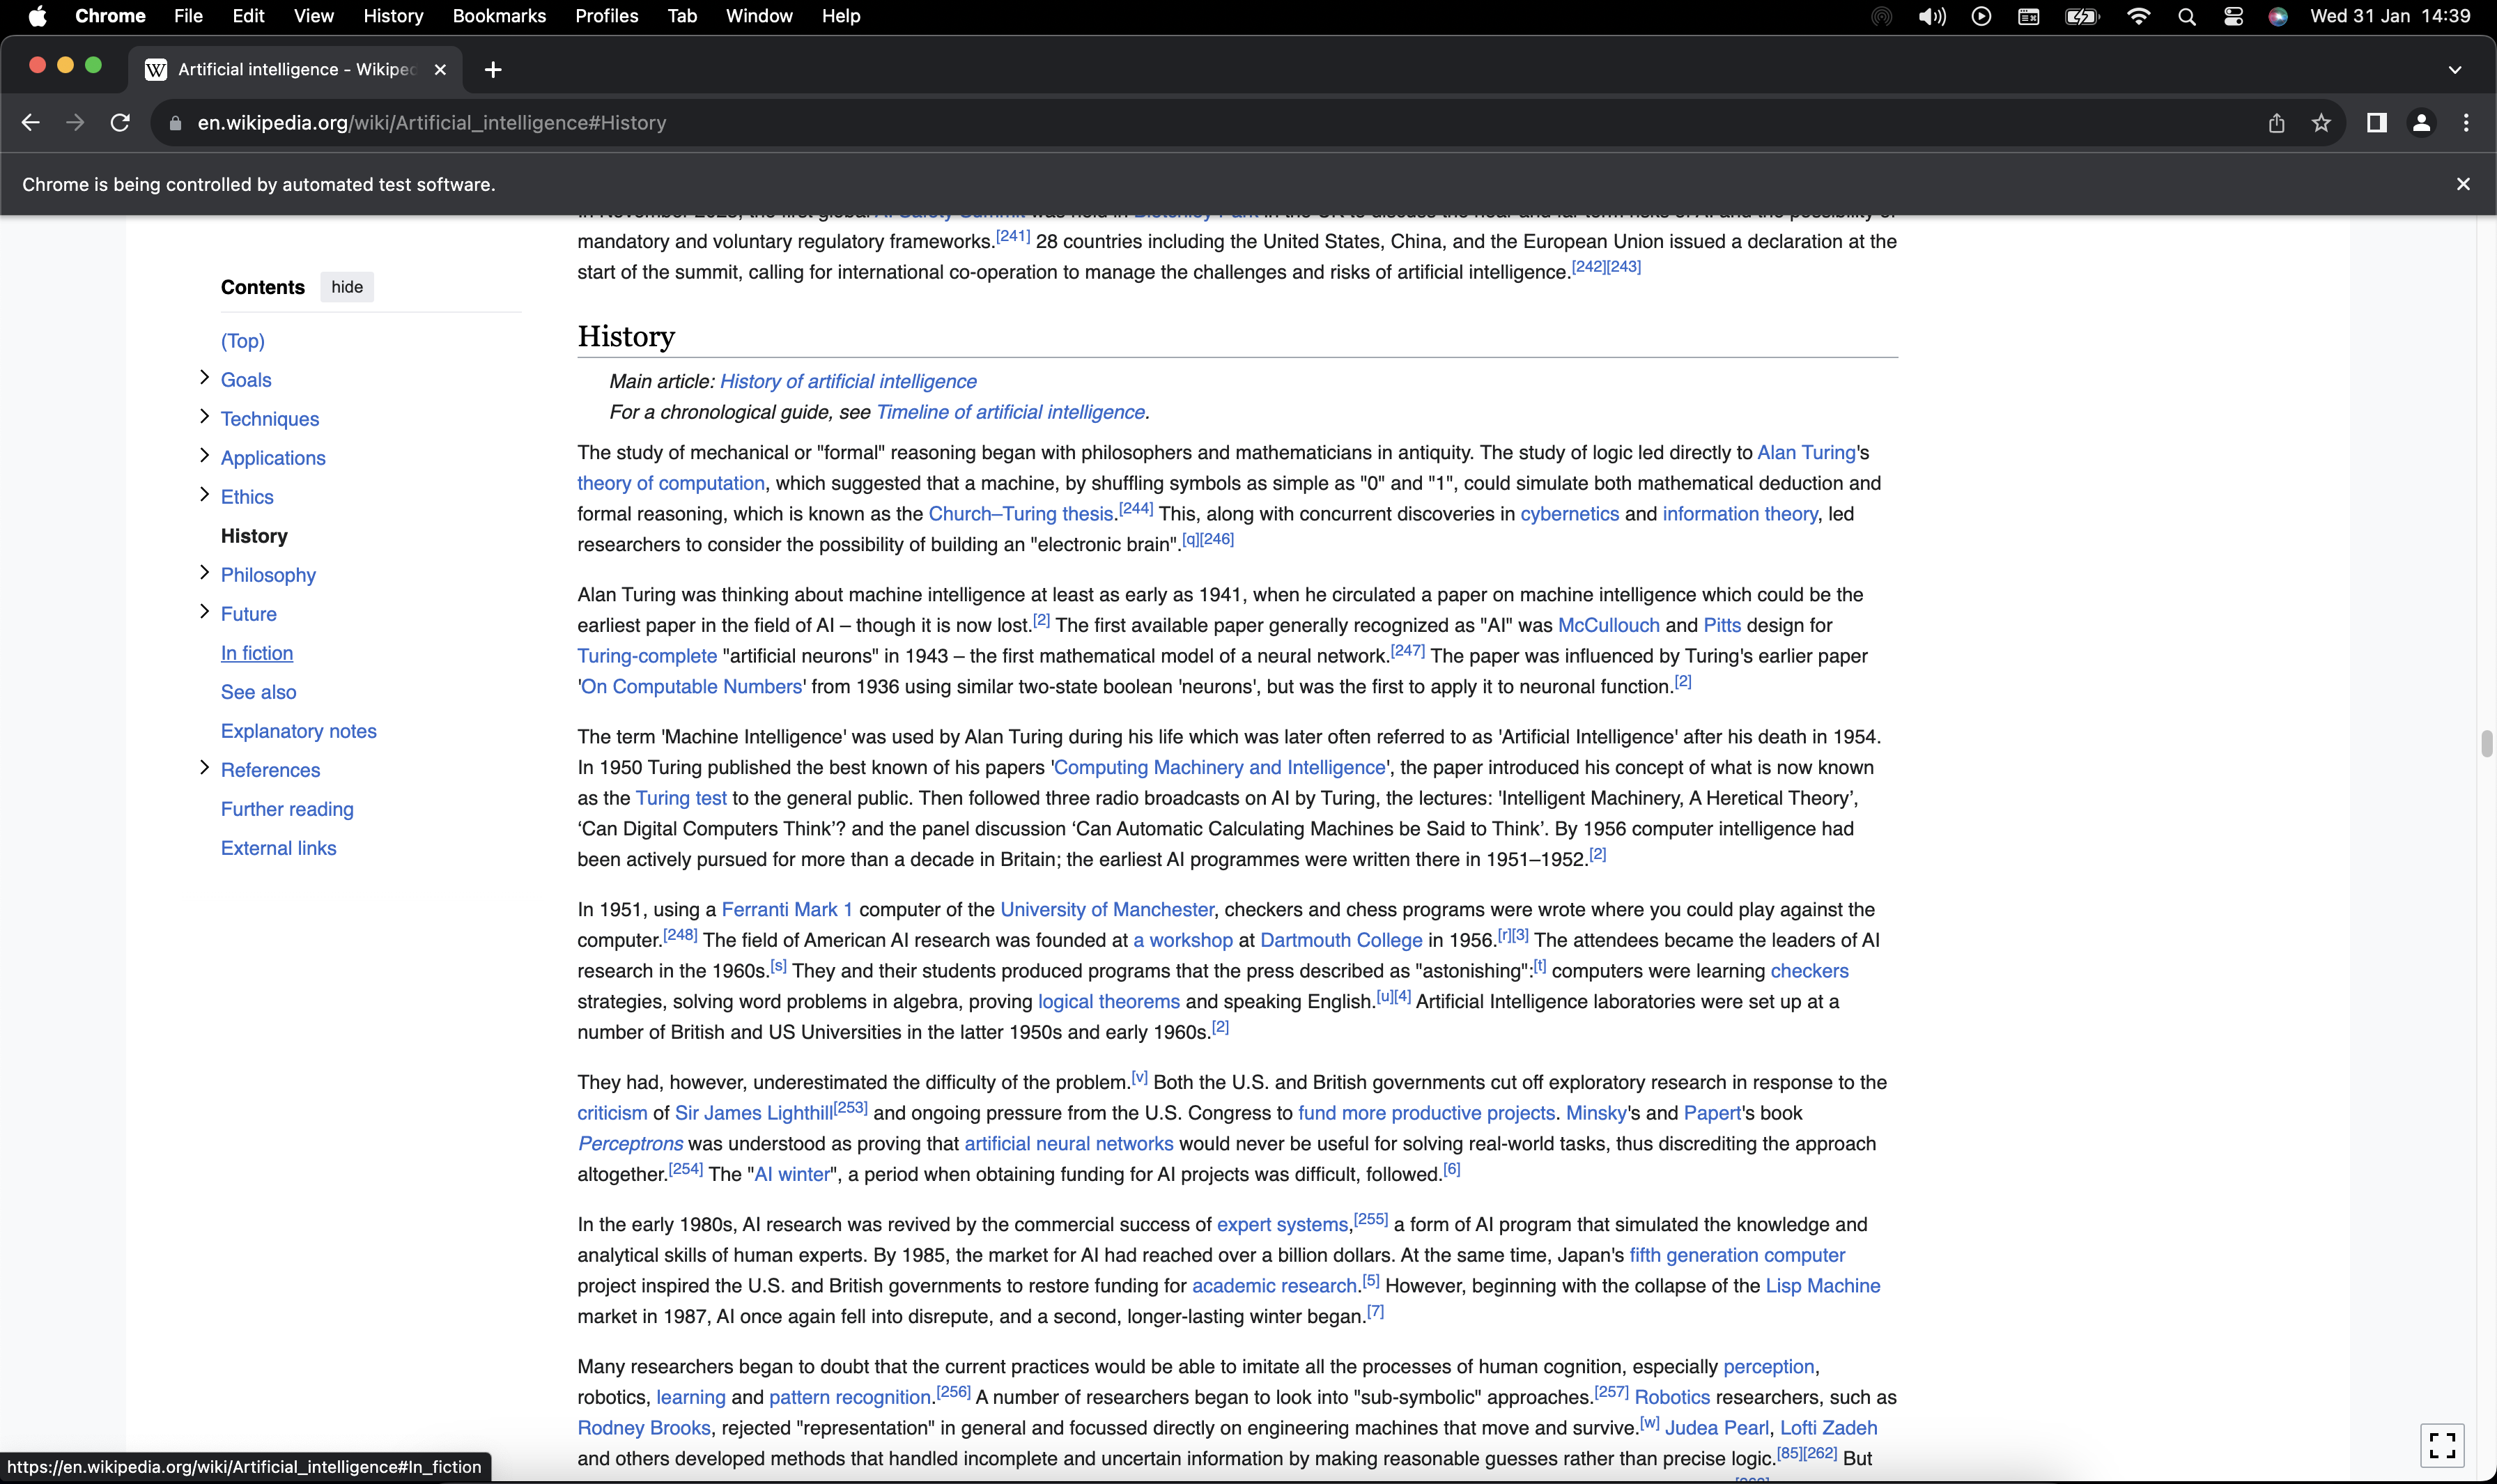 Chrome File Edit View History Bookmarks Profiles Tab Window Help Wed 31 Jan 14:39
W Artificial intelligence - Wikiped
en.wikipedia.org/wiki/Artificial_intelligence#History
Chrome is being controlled by automated test software.
Contents hide
(Top)
Goals
Techniques
Applications
Ethics
History
Philosophy
Future
In fiction
See also
Explanatory notes
References
Further reading
External links
In November 2023, the first global AI Safety Summit was held in Bletchley Park in the UK to discuss the near and far term risks of AI and the possibility of
mandatory and voluntary regulatory frameworks.[241] 28 countries including the United States, China, and the European Union issued a declaration at the
start of the summit, calling for international co-operation to manage the challenges and risks of artificial intelligence.[242][243]
History
Main article: History of artificial intelligence
For a chronological guide, see Timeline of artificial intelligence.
The study of mechanical or "formal" reasoning began with philosophers and mathematicians in antiquity. The study of logic led directly to Alan Turing's
theory of computation, which suggested that a machine, by shuffling symbols as simple as "0" and "1", could simulate both mathematical deduction and
formal reasoning, which is known as the Church–Turing thesis.[244] This, along with concurrent discoveries in cybernetics and information theory, led
researchers to consider the possibility of building an "electronic brain".[q][246]
Alan Turing was thinking about machine intelligence at least as early as 1941, when he circulated a paper on machine intelligence which could be the
earliest paper in the field of AI – though it is now lost.[2] The first available paper generally recognized as "AI" was McCullouch and Pitts design for
Turing-complete "artificial neurons" in 1943 – the first mathematical model of a neural network.[247] The paper was influenced by Turing's earlier paper
'On Computable Numbers' from 1936 using similar two-state boolean 'neurons', but was the first to apply it to neuronal function.[2]
The term 'Machine Intelligence' was used by Alan Turing during his life which was later often referred to as 'Artificial Intelligence' after his death in 1954.
In 1950 Turing published the best known of his papers 'Computing Machinery and Intelligence', the paper introduced his concept of what is now known
as the Turing test to the general public. Then followed three radio broadcasts on AI by Turing, the lectures: 'Intelligent Machinery, A Heretical Theory’,
‘Can Digital Computers Think’? and the panel discussion ‘Can Automatic Calculating Machines be Said to Think’. By 1956 computer intelligence had
been actively pursued for more than a decade in Britain; the earliest AI programmes were written there in 1951–1952.[2]
In 1951, using a Ferranti Mark 1 computer of the University of Manchester, checkers and chess programs were wrote where you could play against the
computer.[248] The field of American AI research was founded at a workshop at Dartmouth College in 1956.[r][3] The attendees became the leaders of AI
research in the 1960s.[s] They and their students produced programs that the press described as "astonishing":[t] computers were learning checkers
strategies, solving word problems in algebra, proving logical theorems and speaking English.[u][4] Artificial Intelligence laboratories were set up at a
number of British and US Universities in the latter 1950s and early 1960s.[2]
They had, however, underestimated the difficulty of the problem.[v] Both the U.S. and British governments cut off exploratory research in response to the
criticism of Sir James Lighthill[253] and ongoing pressure from the U.S. Congress to fund more productive projects. Minsky's and Papert's book
Perceptrons was understood as proving that artificial neural networks would never be useful for solving real-world tasks, thus discrediting the approach
altogether.[254] The "AI winter", a period when obtaining funding for AI projects was difficult, followed.[6]
In the early 1980s, AI research was revived by the commercial success of expert systems,[255] a form of AI program that simulated the knowledge and
analytical skills of human experts. By 1985, the market for AI had reached over a billion dollars. At the same time, Japan's fifth generation computer
project inspired the U.S. and British governments to restore funding for academic research.[5] However, beginning with the collapse of the Lisp Machine
market in 1987, AI once again fell into disrepute, and a second, longer-lasting winter began.[7]
Many researchers began to doubt that the current practices would be able to imitate all the processes of human cognition, especially perception,
robotics, learning and pattern recognition.[256] A number of researchers began to look into "sub-symbolic" approaches.[257] Robotics researchers, such as
Rodney Brooks, rejected "representation" in general and focussed directly on engineering machines that move and survive.[w] Judea Pearl, Lofti Zadeh
and others developed methods that handled incomplete and uncertain information by making reasonable guesses rather than precise logic.[85][262] But
https://en.wikipedia.org/wiki/Artificial_intelligence#In_fiction